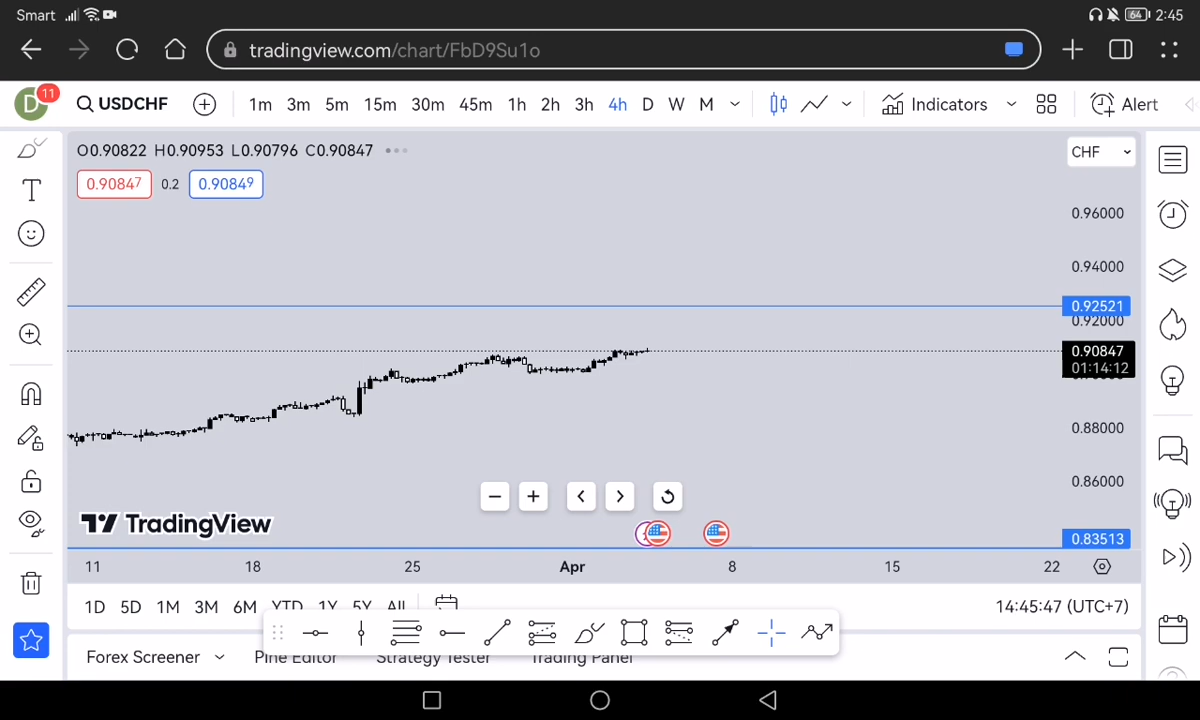 Smart 64 2:45
tradingview.com/chart/FbD9Su1o
D 11 USDCHF 1m 3m 5m 15m 30m 45m 1h 2h 3h 4h D W M Indicators Alert
O0.90822 H0.90953 L0.90796 C0.90847
CHF
0.90847 0.2 0.90849
0.96000
0.94000
0.92521
0.92000
0.90847
01:14:12
0.88000
0.86000
TradingView
0.83513
11 18 25 Apr 8 15 22
1D 5D 1M 3M 6M YTD 1Y 5Y All 14:45:47 (UTC+7)
Forex Screener Pine Editor Strategy Tester Trading Panel